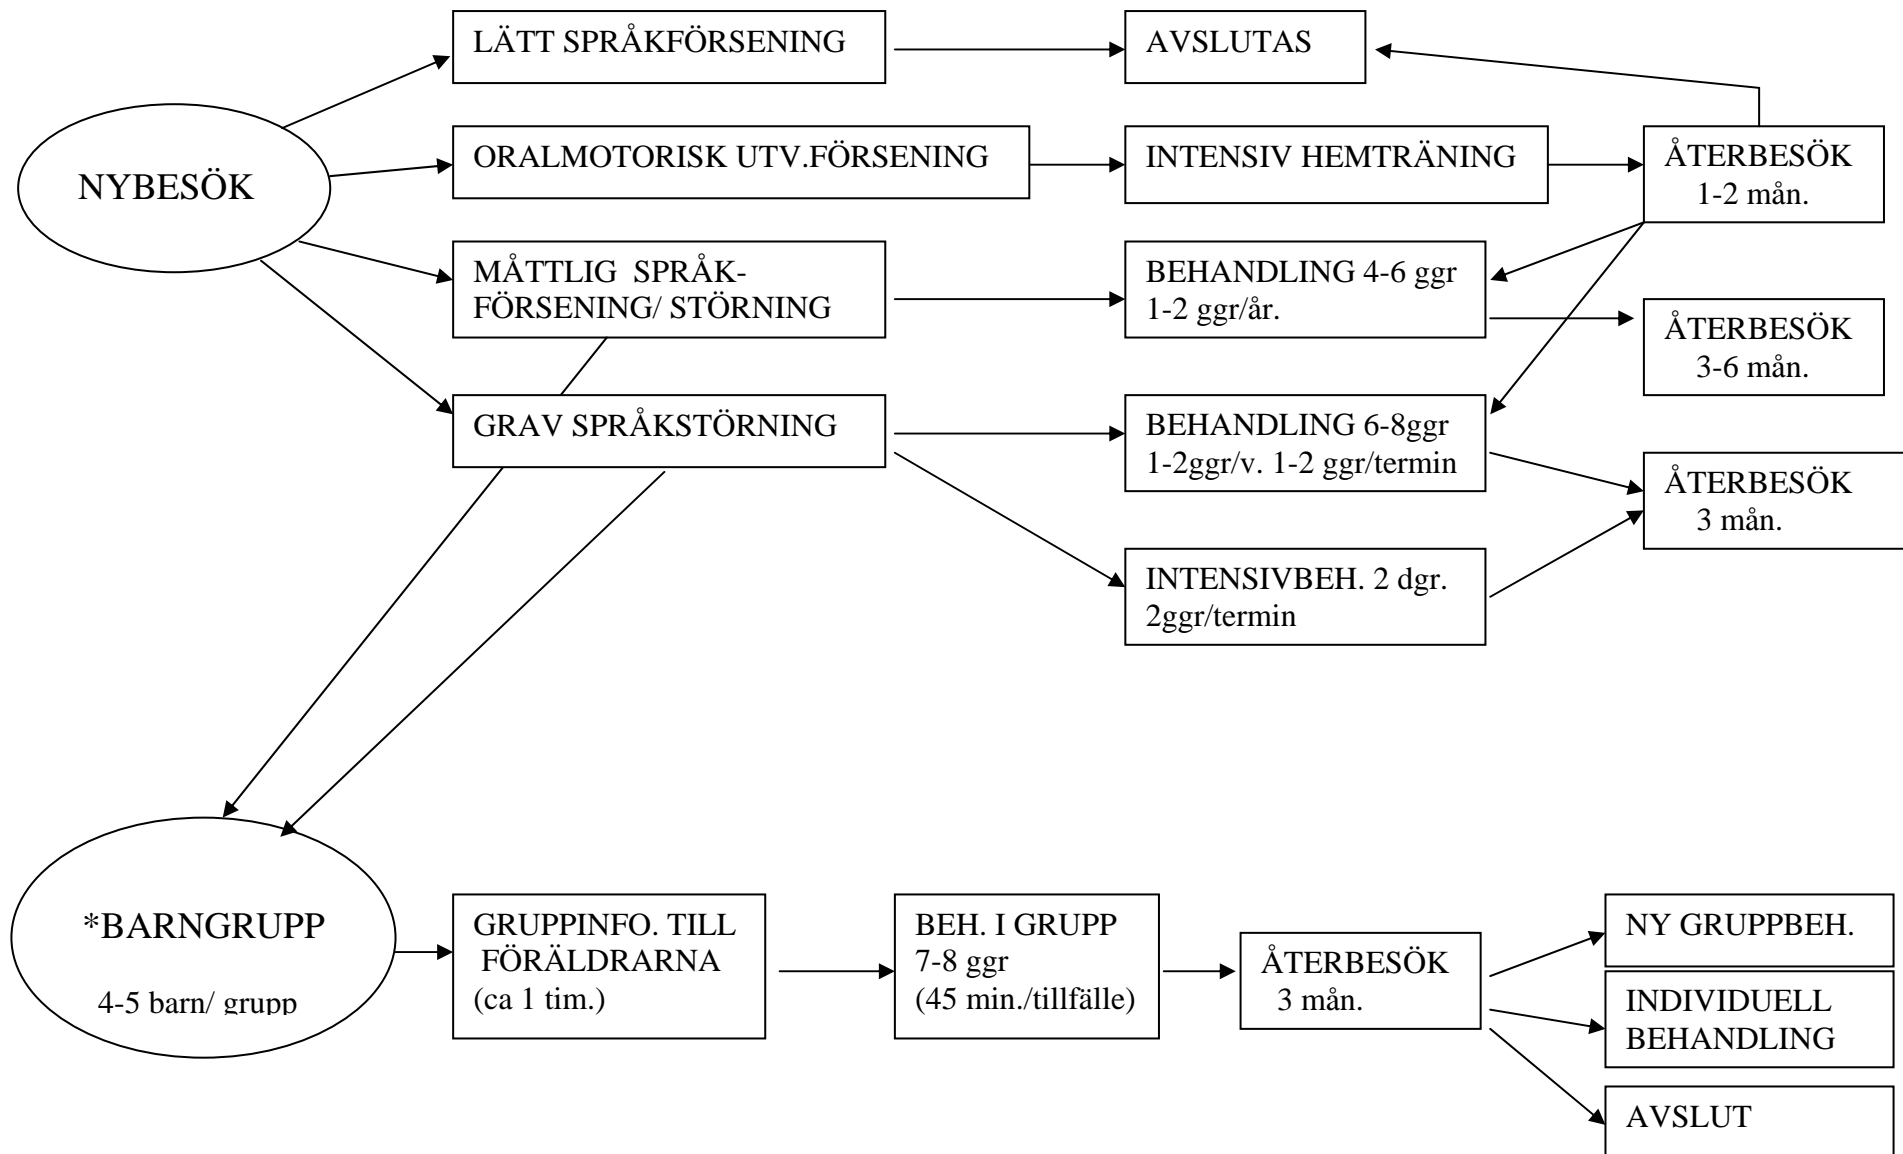 LÄTT SPRÅKFÖRSENING
AVSLUTAS
NYBESÖK
ORALMOTORISK UTV.FÖRSENING
INTENSIV HEMTRÄNING
ÅTERBESÖK
1-2 mån.
MÅTTLIG  SPRÅK-
FÖRSENING/ STÖRNING
BEHANDLING 4-6 ggr
1-2 ggr/år.
ÅTERBESÖK
3-6 mån.
GRAV SPRÅKSTÖRNING
BEHANDLING 6-8ggr
1-2ggr/v. 1-2 ggr/termin
ÅTERBESÖK
3 mån.
INTENSIVBEH. 2 dgr.
2ggr/termin
*BARNGRUPP
4-5 barn/ grupp
GRUPPINFO. TILL
FÖRÄLDRARNA
(ca 1 tim.)
BEH. I GRUPP
7-8 ggr
(45 min./tillfälle)
ÅTERBESÖK
3 mån.
NY GRUPPBEH.
INDIVIDUELL
BEHANDLING
AVSLUT